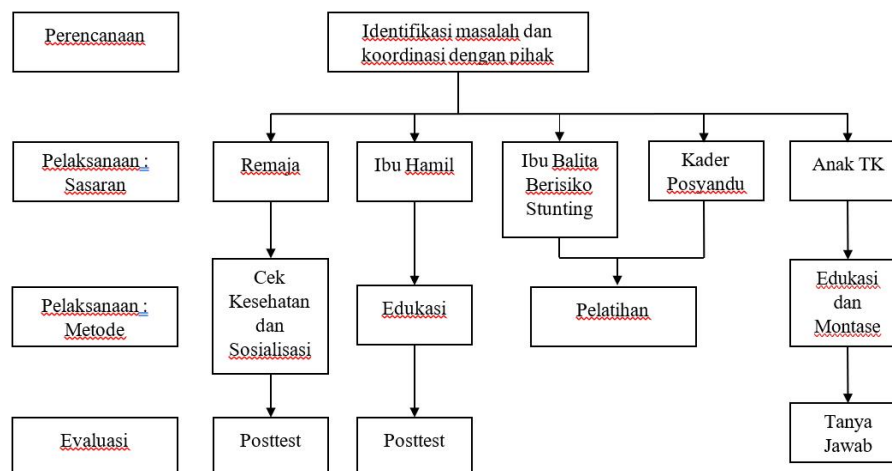 Perencanaan
Identifikasi masalah dan
koordinasi dengan pihak
Pelaksanaan :
Sasaran
Remaja
Ibu Hamil
Ibu Balita
Berisiko
Stunting
Kader
Posyandu
Anak TK
Pelaksanaan :
Metode
Cek
Kesehatan
dan
Sosialisasi
Edukasi
Pelatihan
Edukasi
dan
Montase
Evaluasi
Posttest
Posttest
Tanya
Jawab